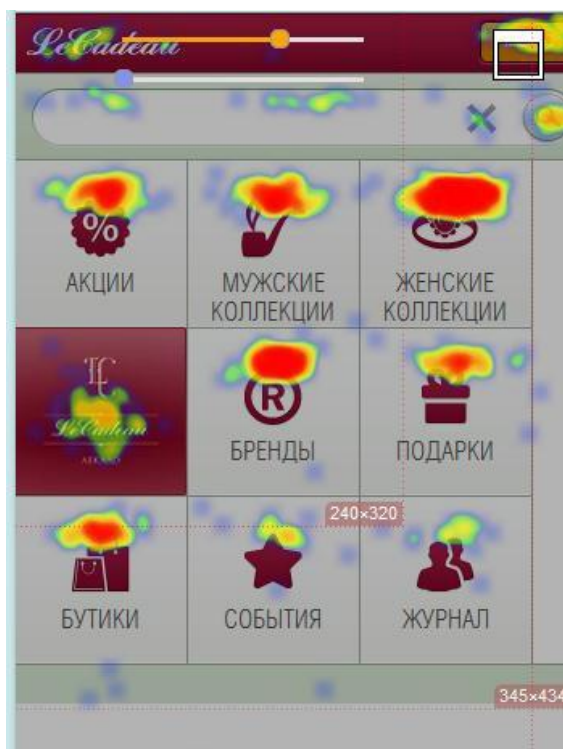 LeCadeau
%
АКЦИИ
МУЖСКИЕ
КОЛЛЕКЦИИ
ЖЕНСКИЕ
КОЛЛЕКЦИИ
LeCadeau
®
БРЕНДЫ
ПОДАРКИ
240×320
БУТИКИ
СОБЫТИЯ
ЖУРНАЛ
345×434